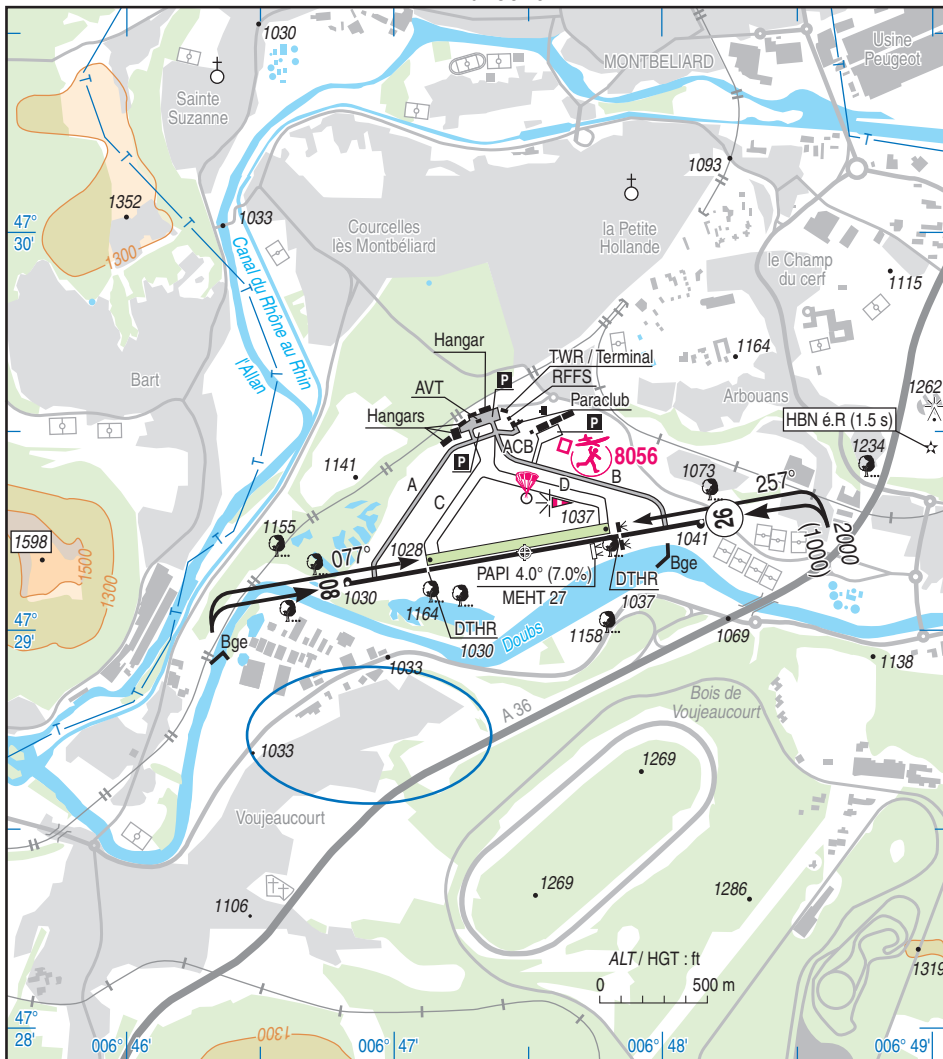 1030
MONTBELIARD
Usine
Peugeot
Sainte
Suzanne
1093
1352
1033
47°
30'
Courcelles
lès Montbéliard
la Petite
Hollande
1300
Canal du Rhône au Rhin
le Champ
du cerf
1115
l'Allan
Hangar
TWR / Terminal
1164
Bart
P
RFFS
AVT
Paraclub
Arbouans
1262
Hangars
P
HBN é.R (1.5 s)
ACB
8056
1234
P
1141
A
B
1073
257°
C
D
1037
26
1155
1598
1500
077°
1028
1041
2000
(1000)
1300
PAPI 4.0° (7.0%)
Bge
08
1030
MEHT 27
DTHR
1037
47°
29'
1164
DTHR
1030
Doubs
1158
1069
Bge
1033
1138
A 36
Bois de
Voujeaucourt
1033
1269
Voujeaucourt
1269
1286
1106
ALT / HGT : ft
0 500 m
1319
47°
28'
1300
006° 46'
006° 47'
006° 48'
006° 49'
T
T
T
T
T
T
T
T